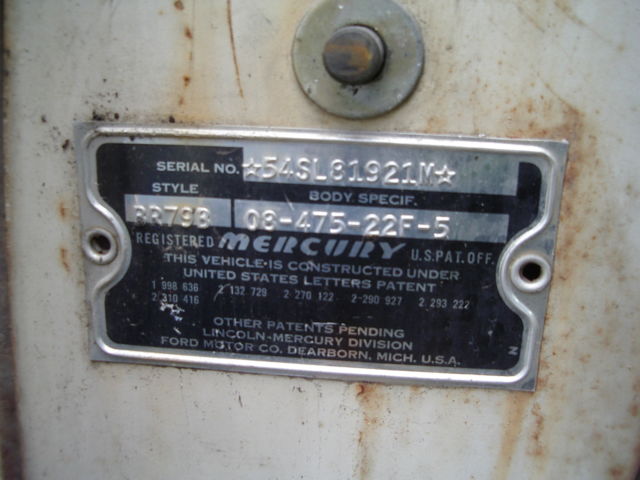 SERIAL NO. ☆54SL81921M☆
STYLE BODY SPECIF.
08-475-22F-5
REGISTERED MERCURY U.S. PAT. OFF.
THIS VEHICLE IS CONSTRUCTED UNDER
UNITED STATES LETTERS PATENT
1 998 636 2 132 729 2 270 122 2-290 927 2 293 222
2 310 416
OTHER PATENTS PENDING
LINCOLN-MERCURY DIVISION
FORD MOTOR CO. DEARBORN, MICH. U.S.A.
N